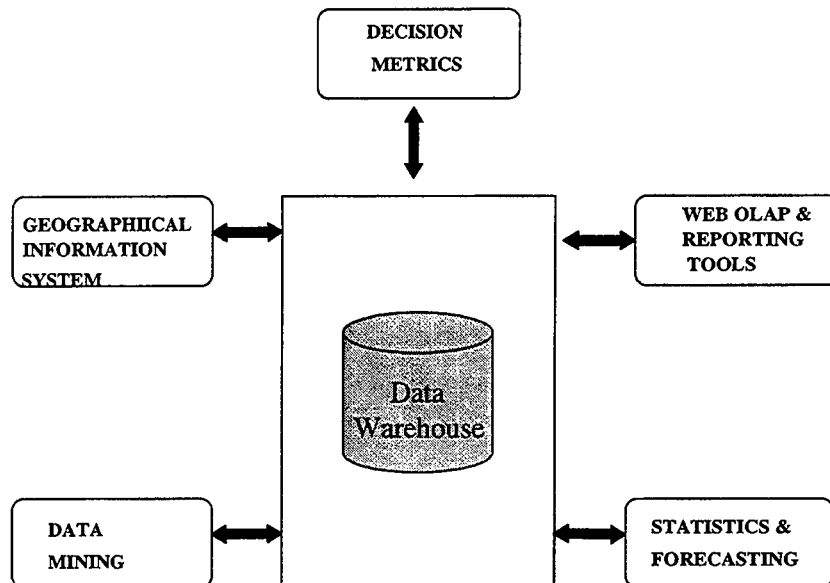 DECISION
METRICS
GEOGRAPHIICAL
INFORMATION
SYSTEM
WEB OLAP &
REPORTING
TOOLS
Data
Warehouse
DATA
MINING
STATISTICS &
FORECASTING